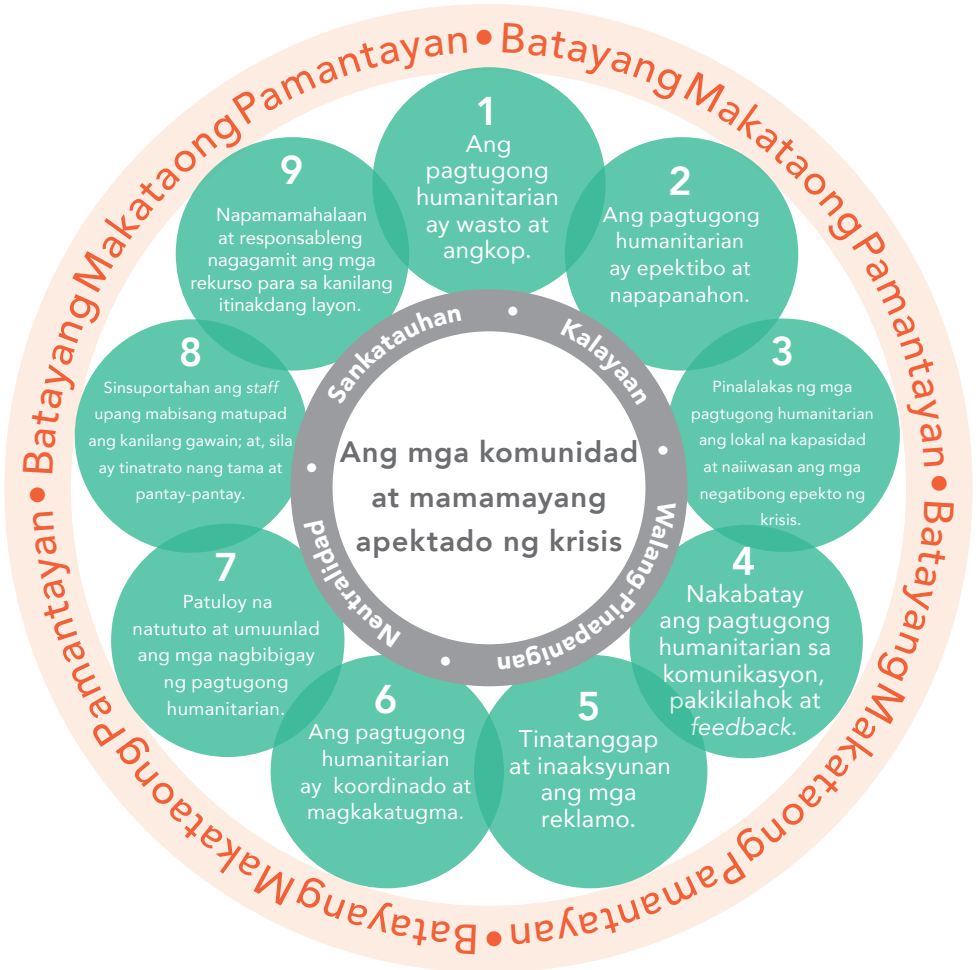 Batayang Makataong Pamantayan • Batayang Makataong Pamantayan • Batayang Makataong Pamantayan • Batayang Makataong Pamantayan • Batayang Makataong Pamantayan •
1
Ang
pagtugong
humanitarian
ay wasto at
angkop.
2
Ang pagtugong
humanitarian
ay epektibo at
napapanahon.
3
Pinalalakas ng mga
pagtugong humanitarian
ang lokal na kapasidad
at naiiwasan ang mga
negatibong epekto ng
krisis.
4
Nakabatay
ang pagtugong
humanitarian sa
komunikasyon,
pakikilahok at
feedback.
5
Tinatanggap
at inaaksyunan
ang mga
reklamo.
6
Ang pagtugong
humanitarian
ay koordinado at
magkakatugma.
7
Patuloy na
natututo at umuunlad
ang mga nagbibigay
ng pagtugong
humanitarian.
8
Sinsuportahan ang staff
upang mabisang matupad
ang kanilang gawain; at, sila
ay tinatrato nang tama at
pantay-pantay.
9
Napamamahalaan
at responsableng
nagagamit ang mga
rekurso para sa kanilang
itinakdang layon.
Sankatauhan • Kalayaan • Walang-Pinapanigan • Neutralidad •
Ang mga komunidad
at mamamayang
apektado ng krisis